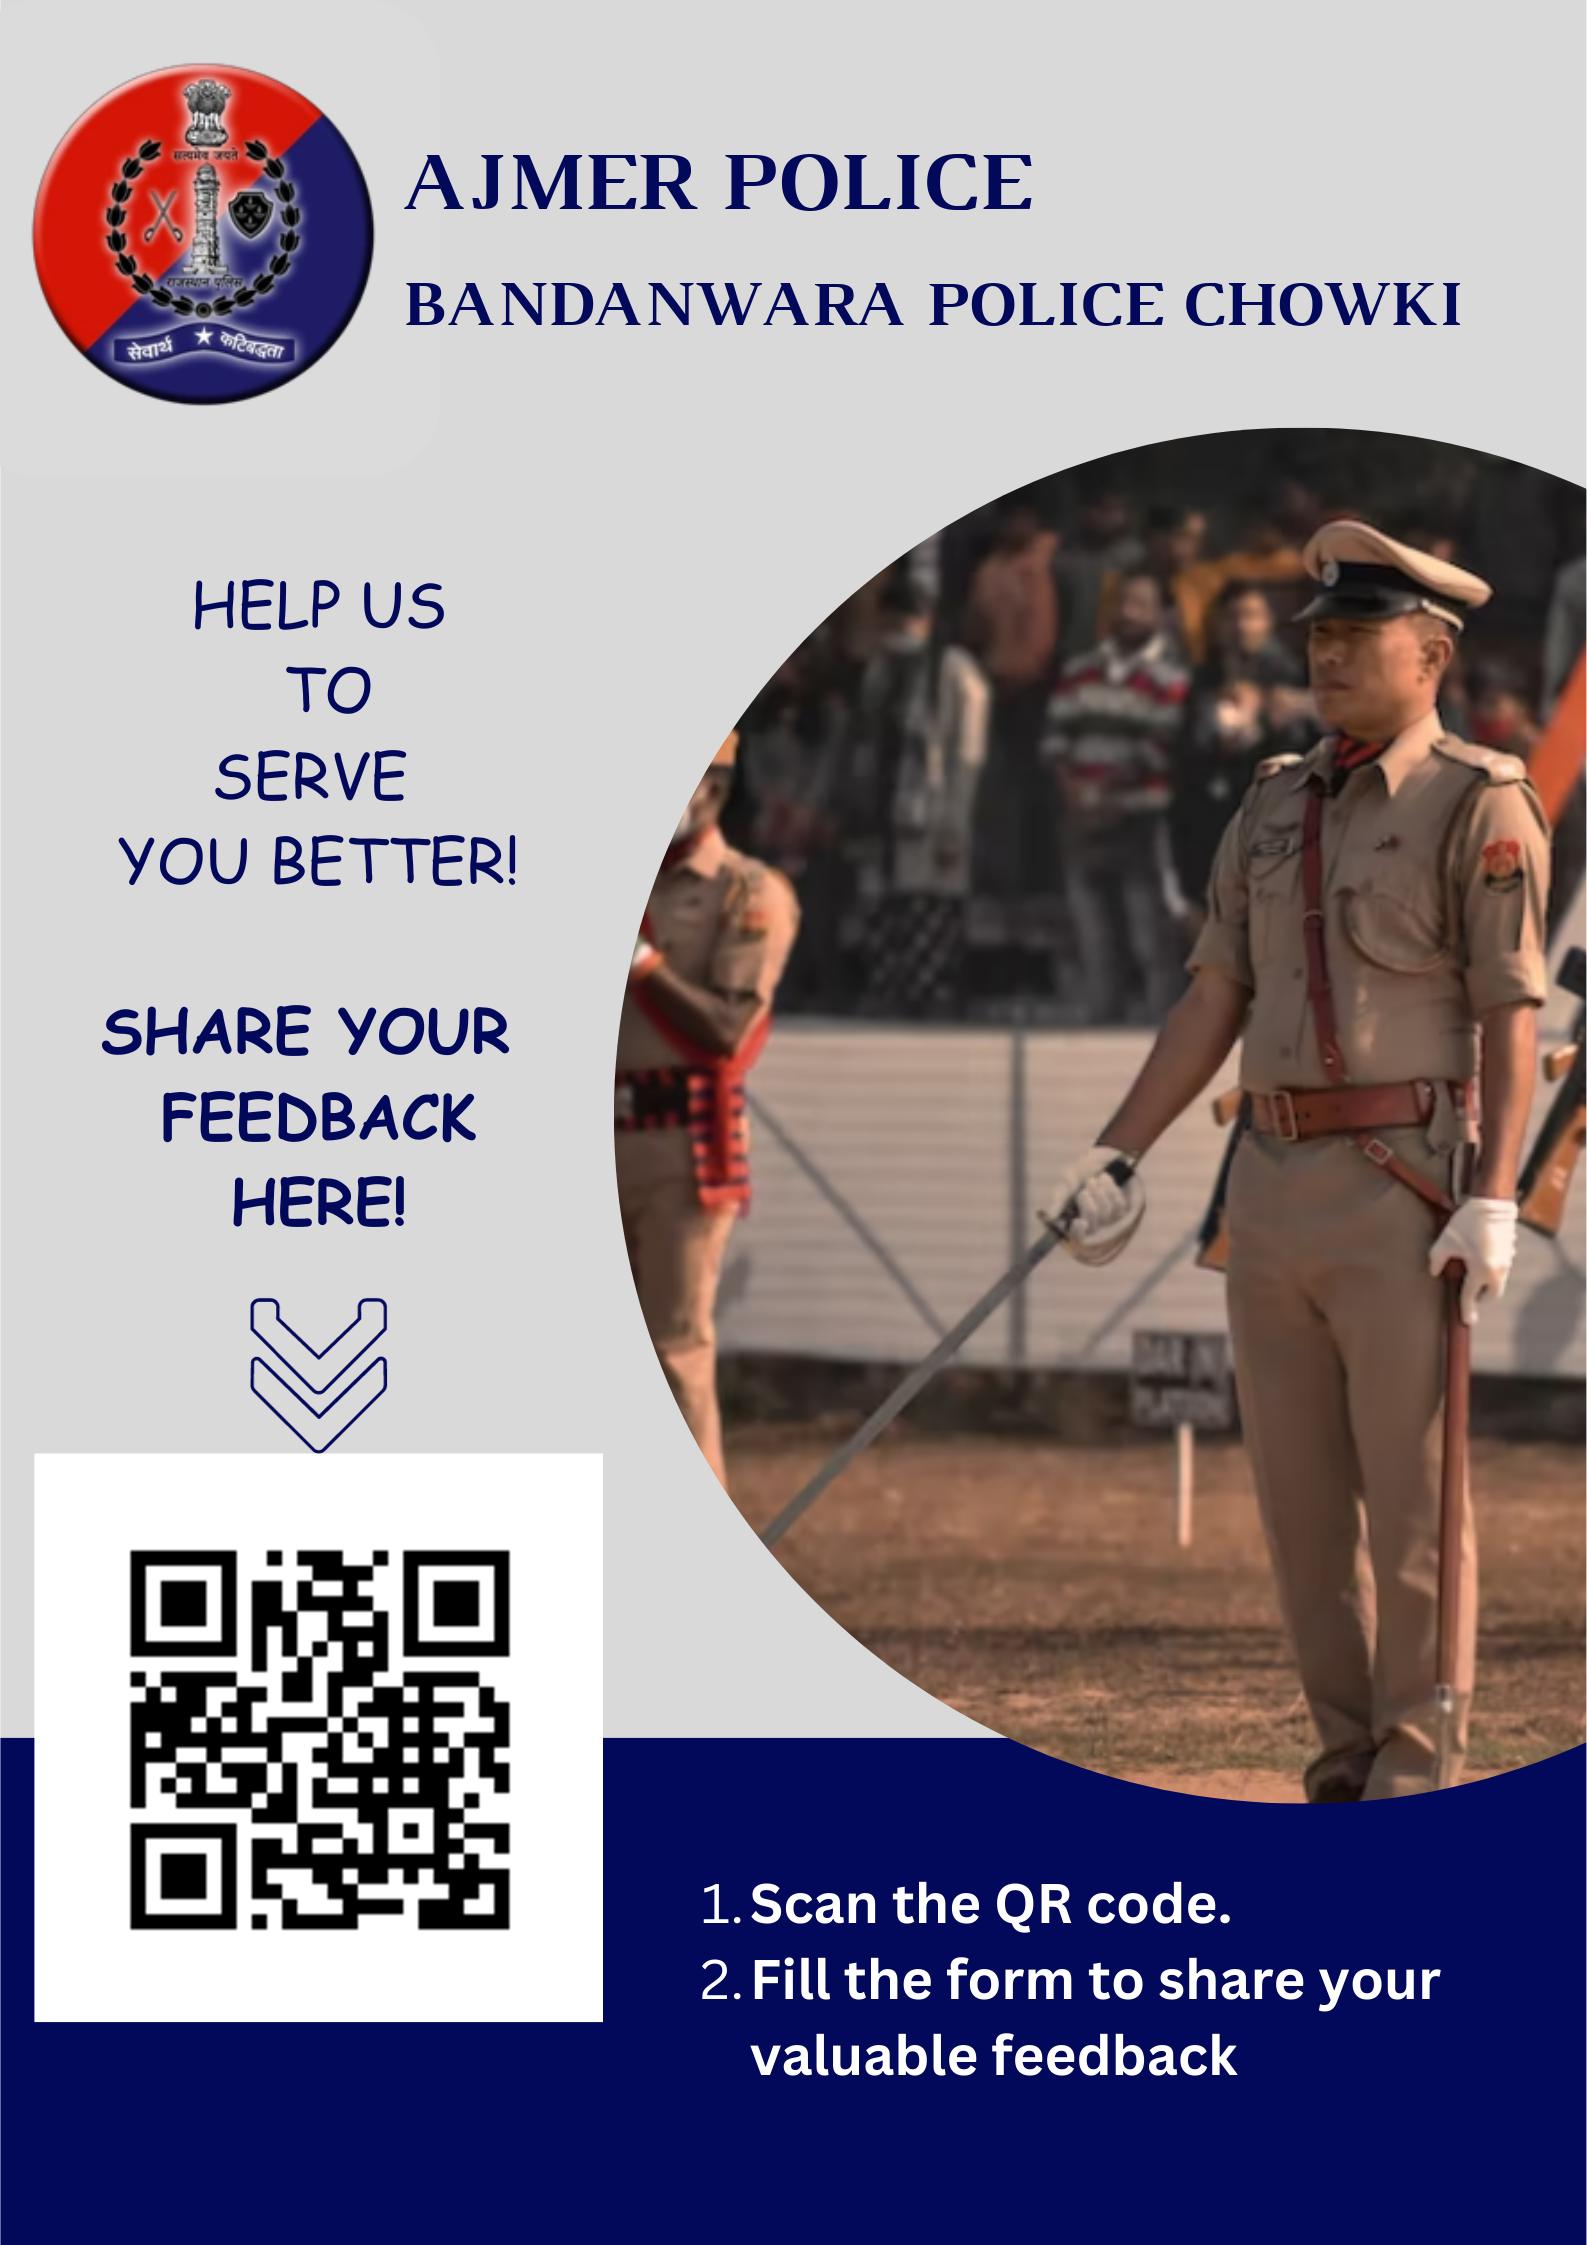 सत्यमेव जयते
राजस्थान पुलिस
सेवार्थ कटिबद्धता
AJMER POLICE
BANDANWARA POLICE CHOWKI
HELP US
TO
SERVE
YOU BETTER!
SHARE YOUR
FEEDBACK
HERE!
PLATOON
1. Scan the QR code.
2. Fill the form to share your
valuable feedback